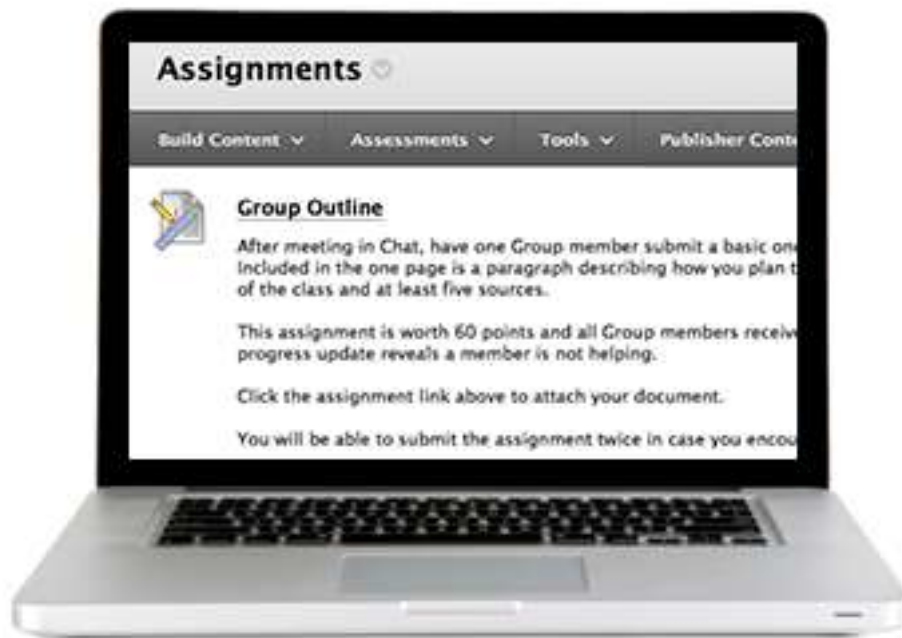 Assignments
Build Content Assessments Tools Publisher Conte
Group Outline
After meeting in Chat, have one Group member submit a basic one
Included in the one page is a paragraph describing how you plan t
of the class and at least five sources.
This assignment is worth 60 points and all Group members receive
progress update reveals a member is not helping.
Click the assignment link above to attach your document.
You will be able to submit the assignment twice in case you encou